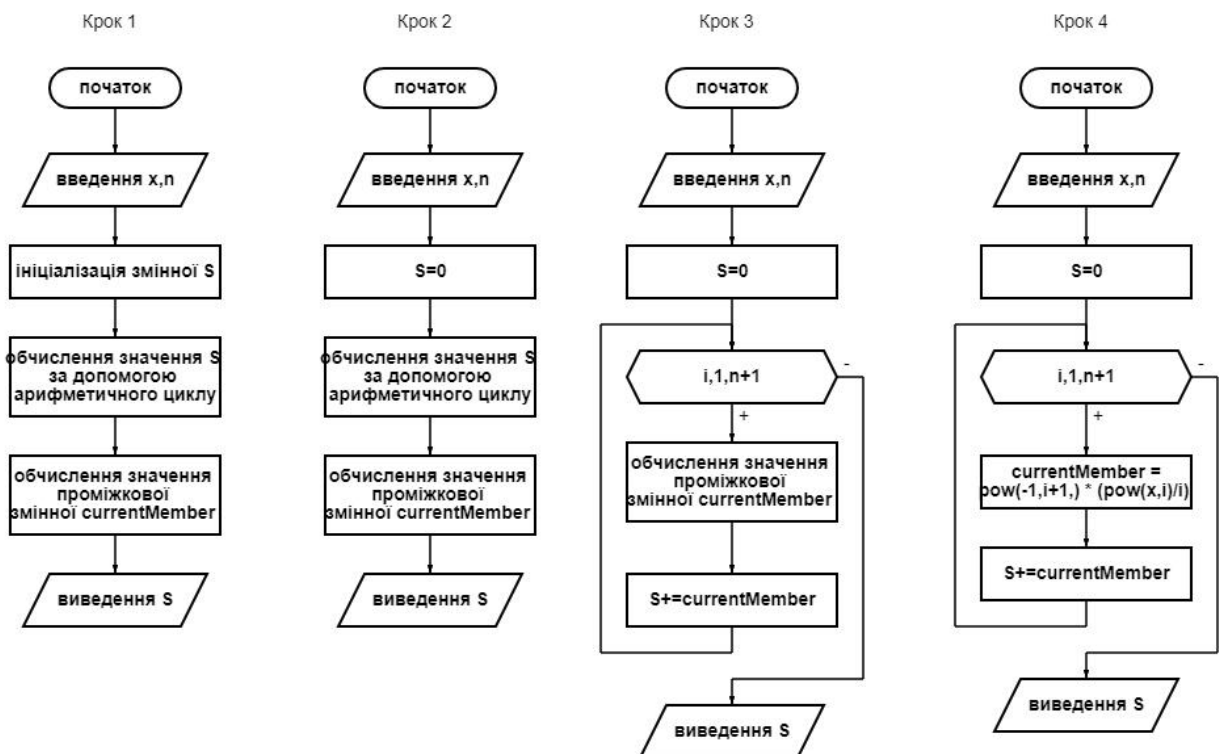 Крок 1
початок
введення x,n
ініціалізація змінної S
обчислення значення S
за допомогою
арифметичного циклу
обчислення значення
проміжкової
змінної currentMember
виведення S
Крок 2
початок
введення x,n
S=0
обчислення значення S
за допомогою
арифметичного циклу
обчислення значення
проміжкової
змінної currentMember
виведення S
Крок 3
початок
введення x,n
S=0
i,1,n+1
-
+
обчислення значення
проміжкової
змінної currentMember
S+=currentMember
виведення S
Крок 4
початок
введення x,n
S=0
i,1,n+1
-
+
currentMember =
pow(-1,i+1,) * (pow(x,i)/i)
S+=currentMember
виведення S